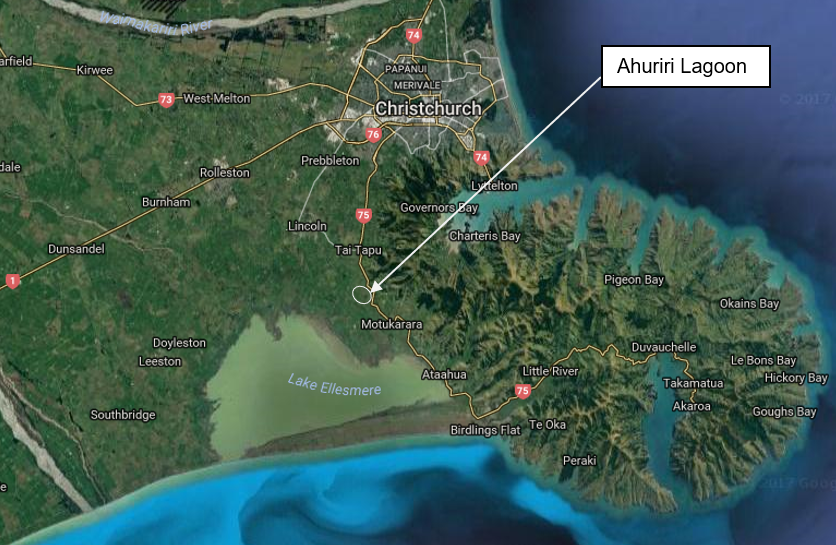 Waimakariri River
74
Ahuriri Lagoon
arfield
Kirwee
PAPANUI
MERIVALE
73
West Melton
© 2017
Christchurch
76
Prebbleton
74
dale
Rolleston
Lyttelton
Burnham
Governors Bay
75
Lincoln
Charteris Bay
Dunsandel
Tai Tapu
1
Pigeon Bay
Okains Bay
Motukarara
Doyleston
Duvauchelle
Leeston
Le Bons Bay
Little River
Ataahua
Hickory Bay
Lake Ellesmere
Takamatua
75
Akaroa
Southbridge
Goughs Bay
Te Oka
Birdlings Flat
Peraki
2017 Goog
e